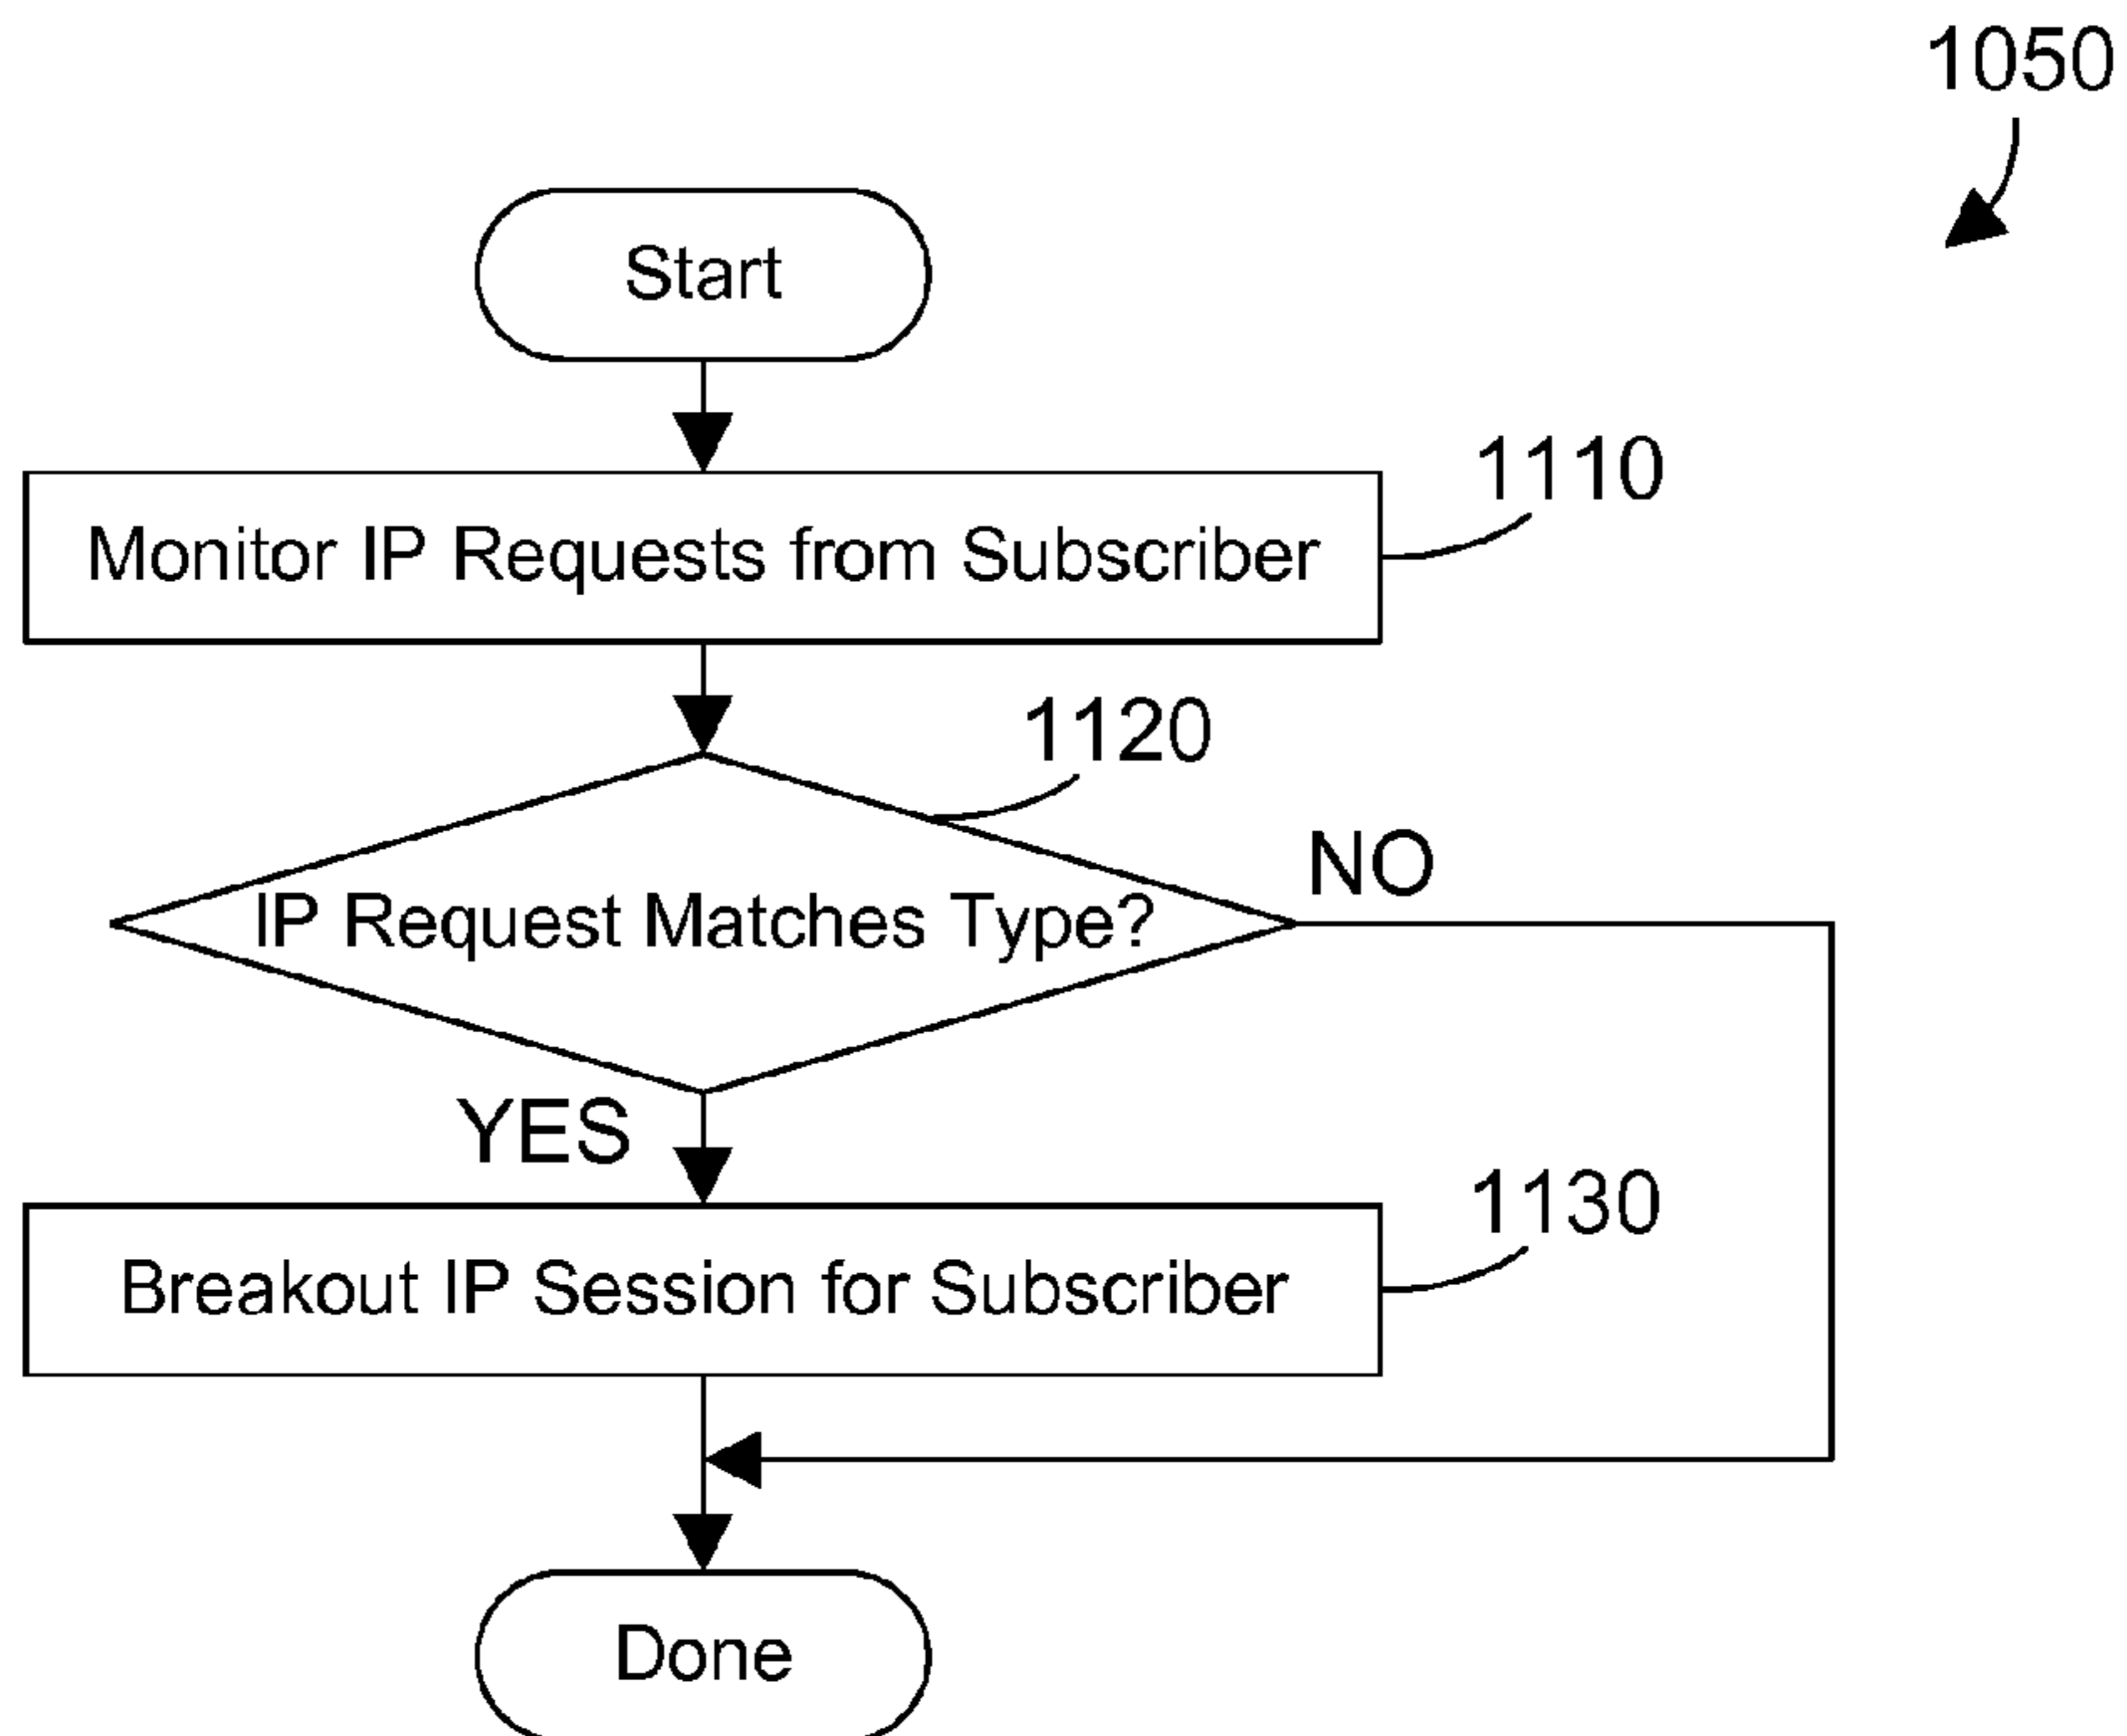 1050
Start
Monitor IP Requests from Subscriber
1110
1120
IP Request Matches Type?
NO
YES
Breakout IP Session for Subscriber
1130
Done